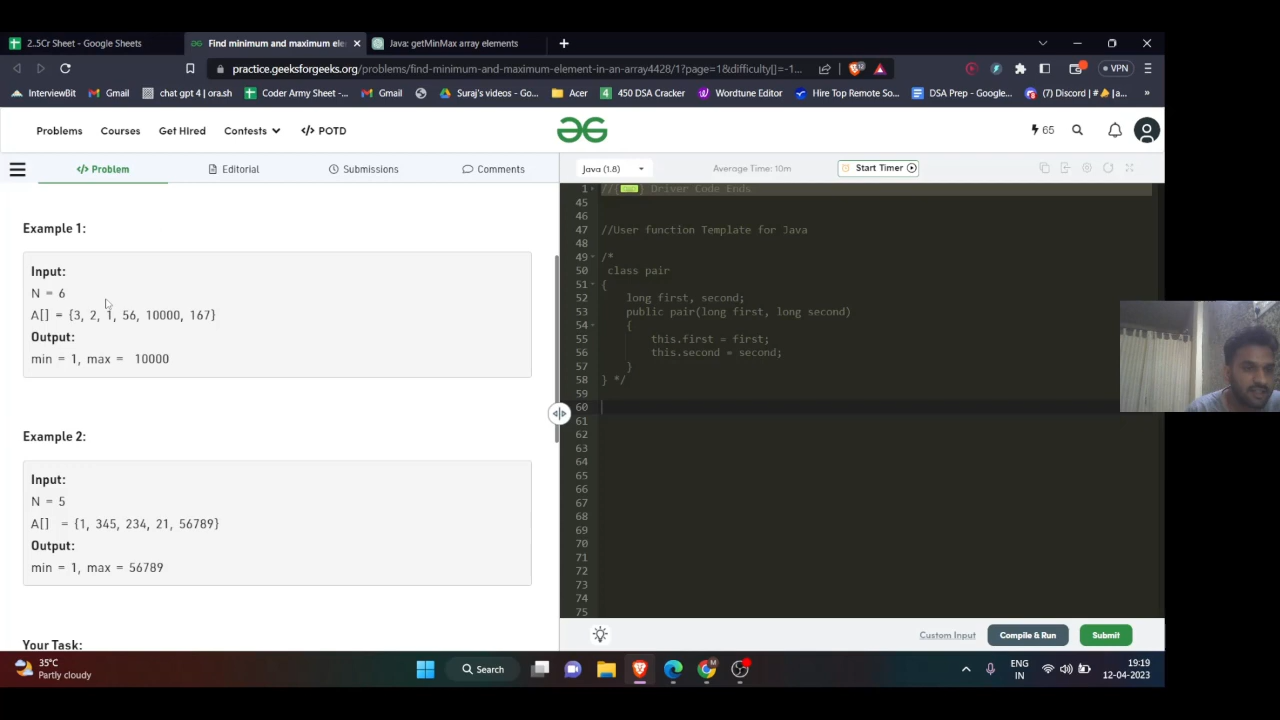 2..5Cr Sheet - Google Sheets
Find minimum and maximum ele
Java: getMinMax array elements
practice.geeksforgeeks.org/problems/find-minimum-and-maximum-element-in-an-array4428/1?page=1&difficulty[]=-1...
VPN
InterviewBit
Gmail
chat gpt 4 | ora.sh
Coder Army Sheet -...
Gmail
Suraj's videos - Go...
Acer
450 DSA Cracker
Wordtune Editor
Hire Top Remote So...
DSA Prep - Google...
(7) Discord | #
Problems
Courses
Get Hired
Contests
</> POTD
65
</> Problem
Editorial
Submissions
Comments
Java (1.8)
Average Time: 10m
Start Timer
Example 1:
Input:
N = 6
A[] = {3, 2, 1, 56, 10000, 167}
Output:
min = 1, max =  10000
Example 2:
Input:
N = 5
A[]  = {1, 345, 234, 21, 56789}
Output:
min = 1, max = 56789
Your Task:
1 //{ Driver Code Ends
45
46
47 //User function Template for Java
48
49 /*
50 class pair
51 {
52 long first, second;
53 public pair(long first, long second)
54 {
55 this.first = first;
56 this.second = second;
57 }
58 } */
59
60
61
62
63
64
65
66
67
68
69
70
71
72
73
74
75
Custom Input
Compile & Run
Submit
35°C
Partly cloudy
Search
ENG
IN
19:19
12-04-2023